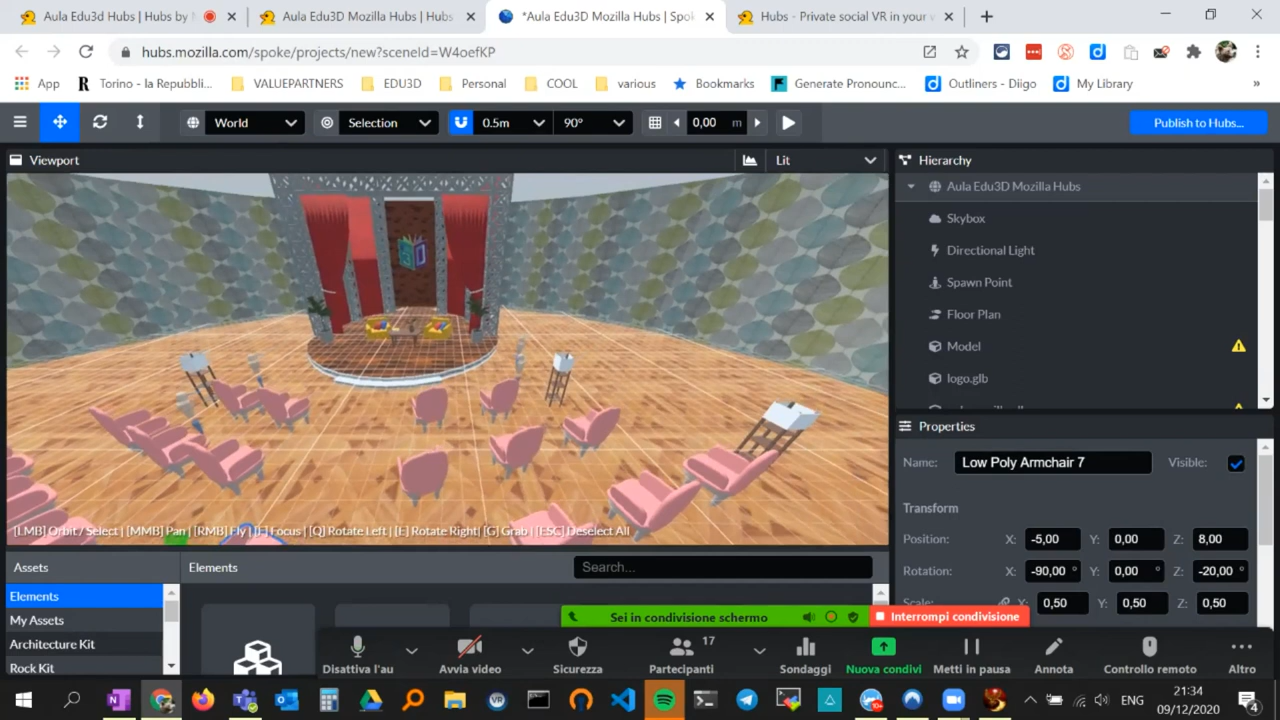 Aula Edu3d Hubs | Hubs by M
Aula Edu3D Mozilla Hubs | Hubs
*Aula Edu3D Mozilla Hubs | Spok
Hubs - Private social VR in your w
hubs.mozilla.com/spoke/projects/new?sceneId=W4oefKP
App
Torino - la Repubbli...
VALUEPARTNERS
EDU3D
Personal
COOL
various
Bookmarks
Generate Pronounc...
Outliners - Diigo
My Library
»
World
Selection
0.5m
90°
0,00 m
Publish to Hubs...
Viewport
Lit
Hierarchy
Aula Edu3D Mozilla Hubs
Skybox
Directional Light
Spawn Point
Floor Plan
Model
logo.glb
[LMB] Orbit / Select | [MMB] Pan | [RMB] Fly | [F] Focus | [Q] Rotate Left | [E] Rotate Right | [G] Grab | [ESC] Deselect All
Properties
Name: Low Poly Armchair 7 Visible:
Transform
Position: X: -5,00 Y: 0,00 Z: 8,00
Rotation: X: -90,00 ° Y: 0,00 ° Z: -20,00 °
Scale: X: 0,50 Y: 0,50 Z: 0,50
Assets
Elements
My Assets
Architecture Kit
Rock Kit
Elements
Search...
Sei in condivisione schermo
Interrompi condivisione
Disattiva l'au
Avvia video
Sicurezza
17
Partecipanti
Sondaggi
Nuova condivi
Metti in pausa
Annota
Controllo remoto
Altro
ENG
21:34
09/12/2020
4